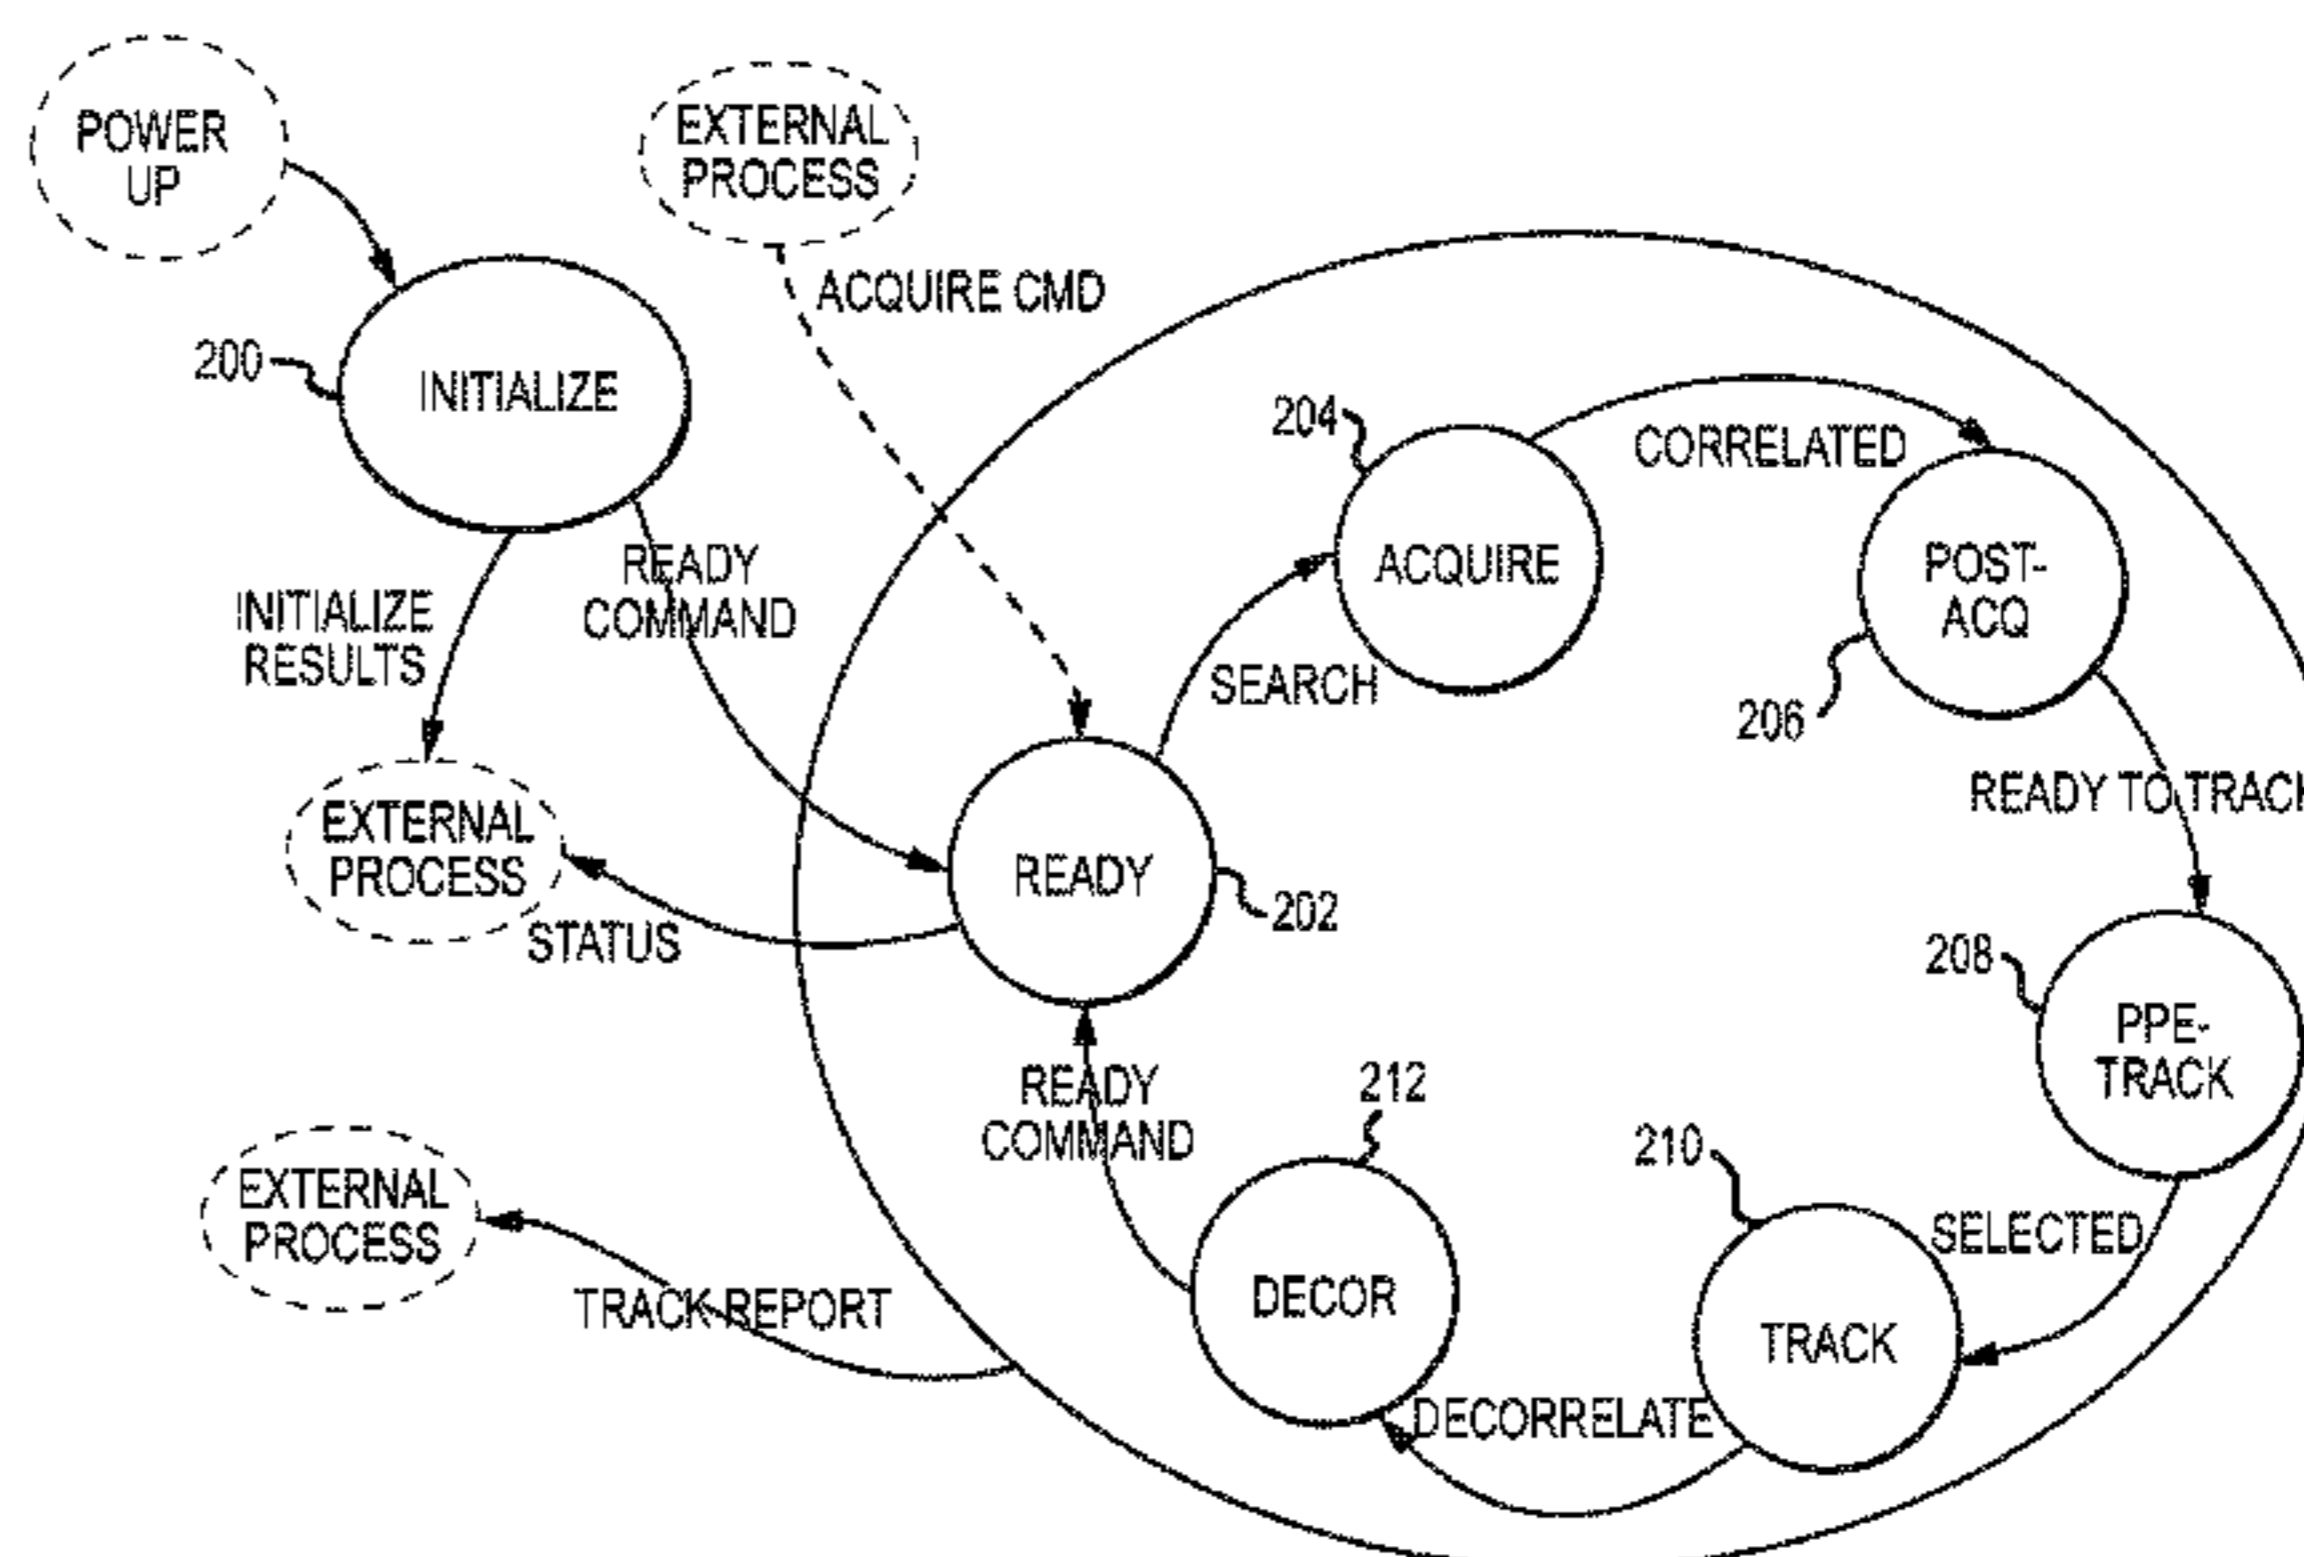 POWER
UP
EXTERNAL
PROCESS
ACQUIRE CMD
200
INITIALIZE
204
CORRELATED
ACQUIRE
POST-
ACQ
READY
COMMAND
INITIALIZE
RESULTS
SEARCH
206
READY TO TRACK
EXTERNAL
PROCESS
READY
202
STATUS
208
PPE-
TRACK
READY
COMMAND
212
210
EXTERNAL
PROCESS
SELECTED
TRACK REPORT
DECOR
TRACK
DECORRELATE